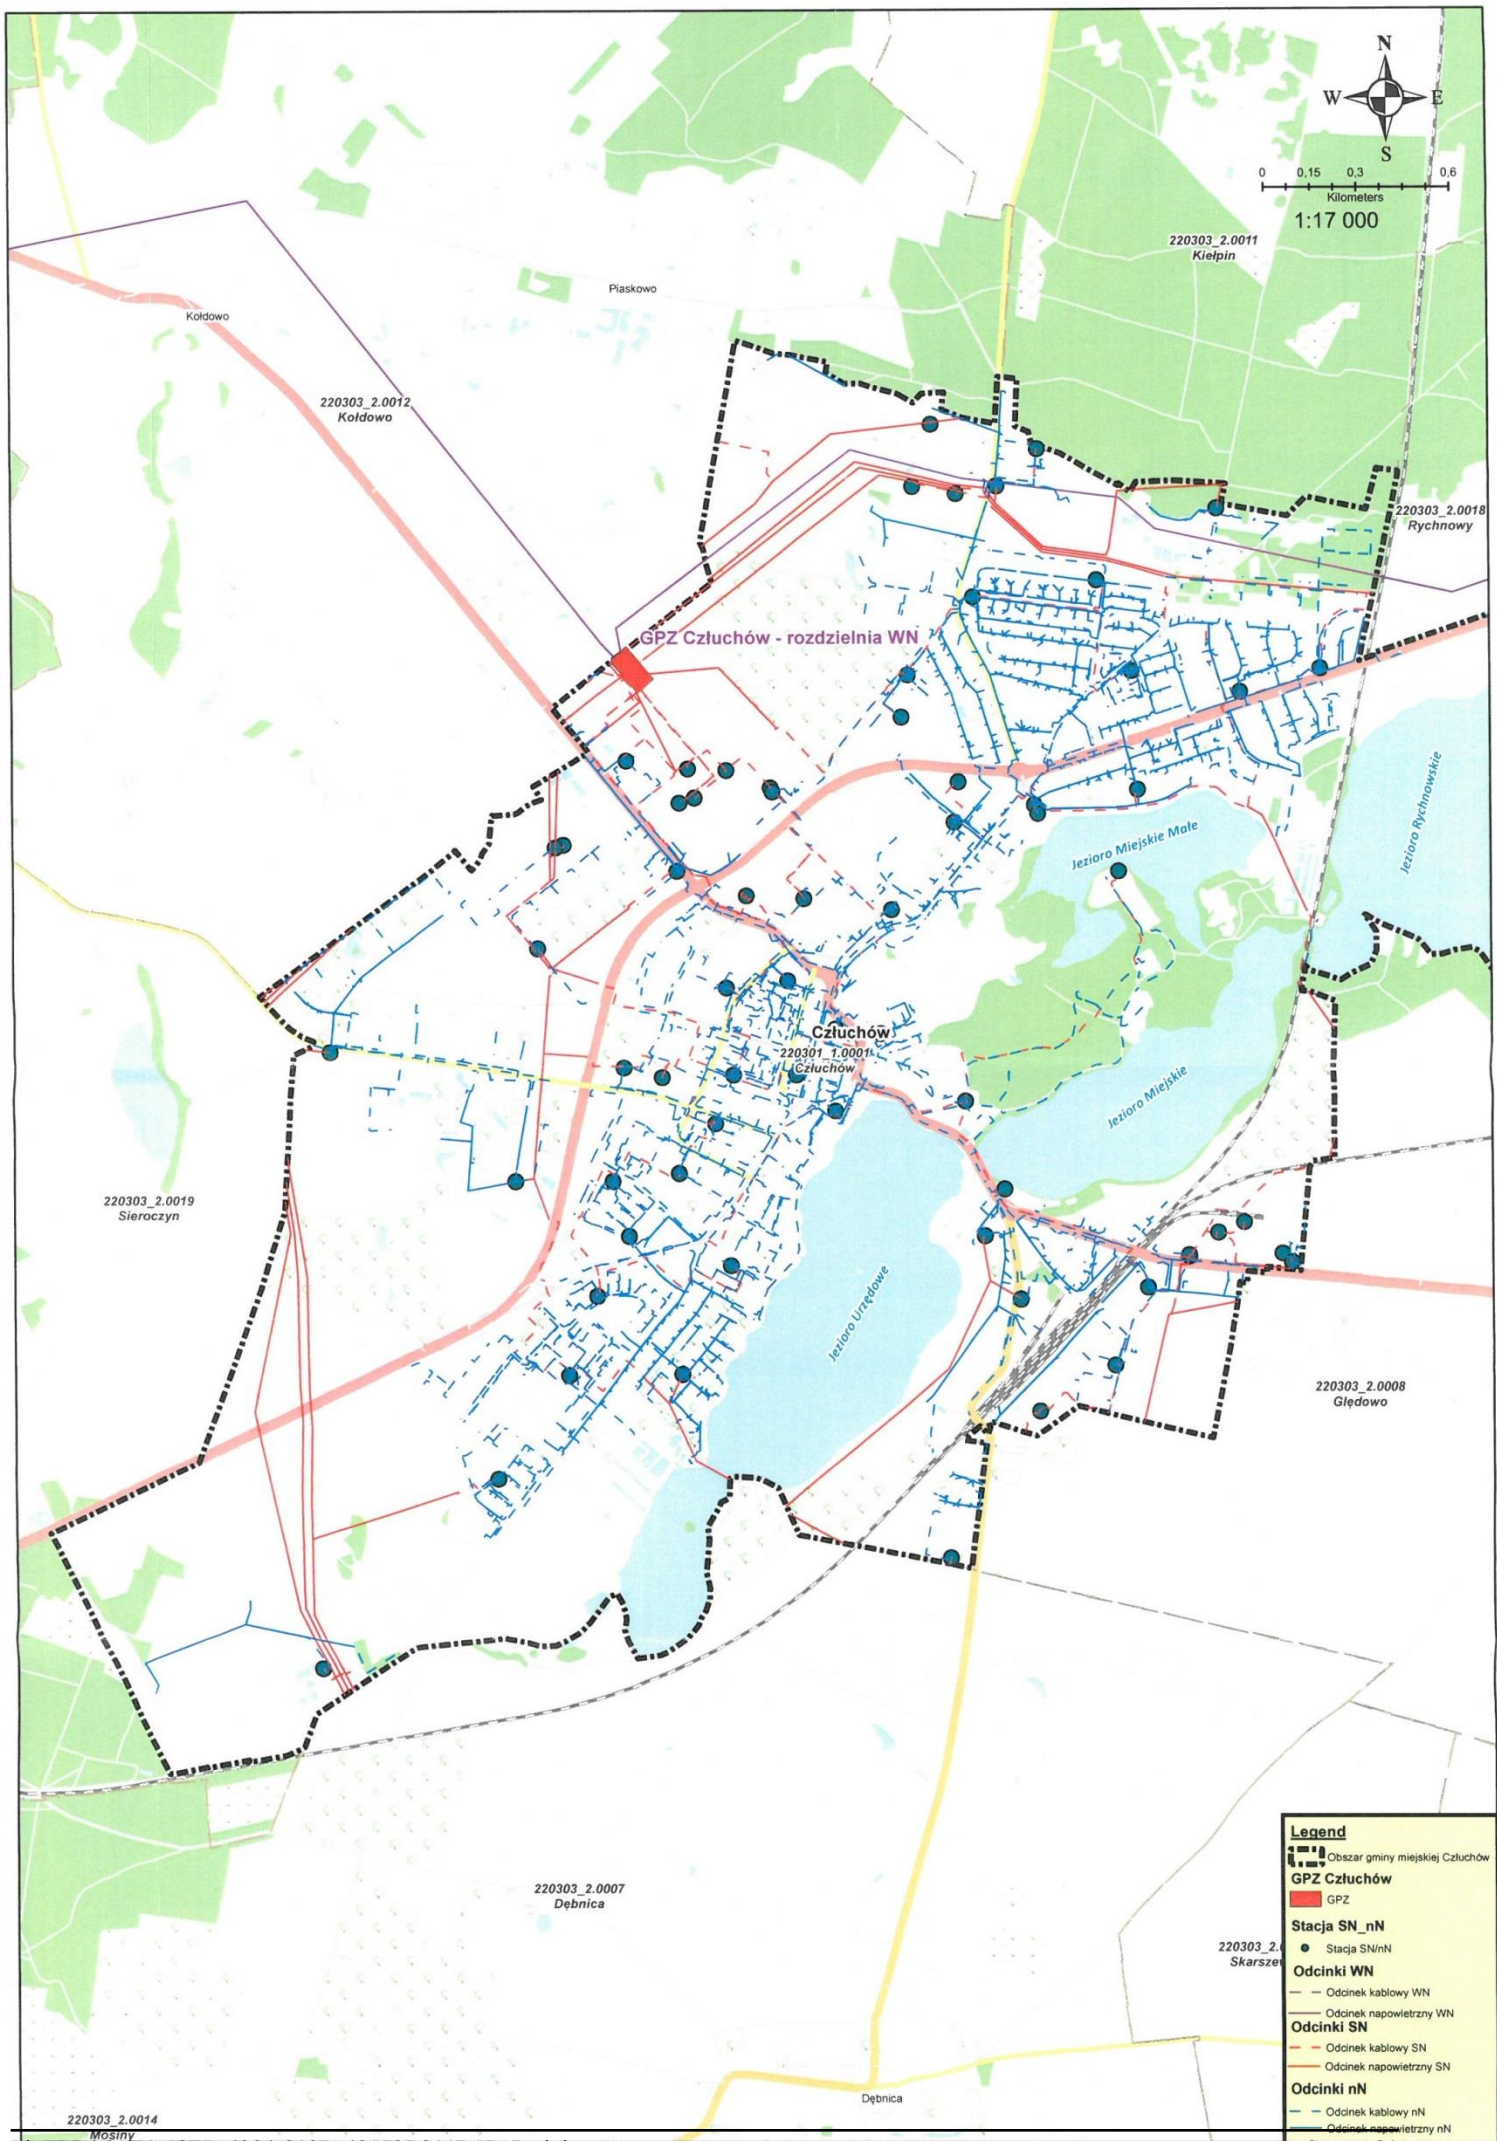 N
W E
S
0 0,15 0,3 0,6
Kilometers
1:17 000
220303_2.0011
Kiełpin
Piaskowo
Kołdowo
220303_2.0012
Kołdowo
220303_2.0018
Rychnowy
GPZ Człuchów - rozdzielnia WN
Jezioro Rychnowskie
Jezioro Miejskie Małe
Człuchów
220301_1.0001
Człuchów
Jezioro Miejskie
220303_2.0019
Sieroczyn
Jezioro Urzędowe
220303_2.0008
Ględowo
220303_2.0007
Dębnica
220303_2.0
Skarszew
Dębnica
220303_2.0014
Mosiny
Legend
Obszar gminy miejskiej Człuchów
GPZ Człuchów
GPZ
Stacja SN_nN
Stacja SN/nN
Odcinki WN
Odcinek kablowy WN
Odcinek napowietrzny WN
Odcinki SN
Odcinek kablowy SN
Odcinek napowietrzny SN
Odcinki nN
Odcinek kablowy nN
Odcinek napowietrzny nN